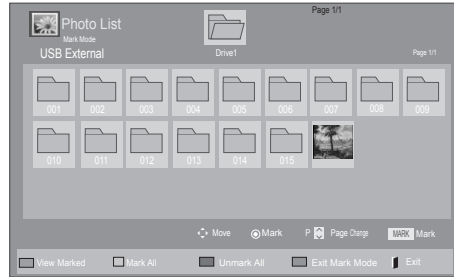 Page 1/1
Photo List
Mark Mode
USB External
Drive1
Page 1/1
001 002 003 004 005 006 007 008 009
010 011 012 013 014 015
Move Mark P Page Change MARK Mark
View Marked Mark All Unmark All Exit Mark Mode Exit